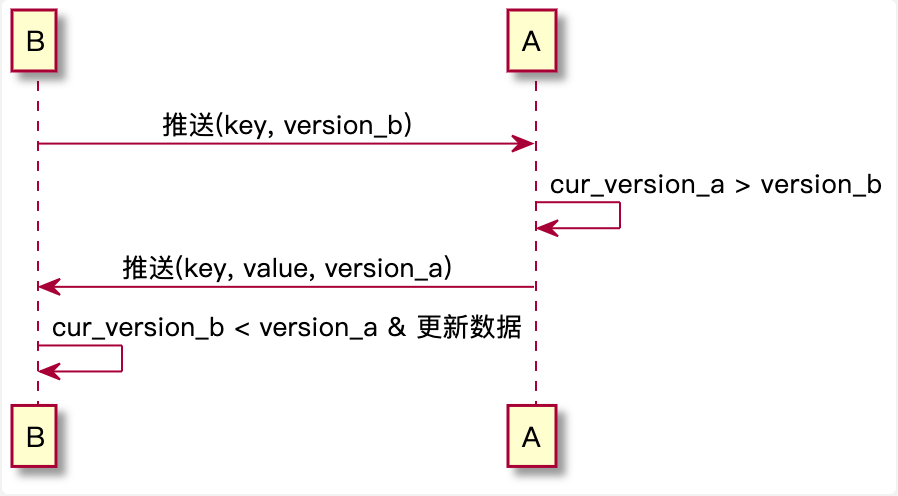 B
A
推送(key, version_b)
cur_version_a > version_b
推送(key, value, version_a)
cur_version_b < version_a & 更新数据
B
A